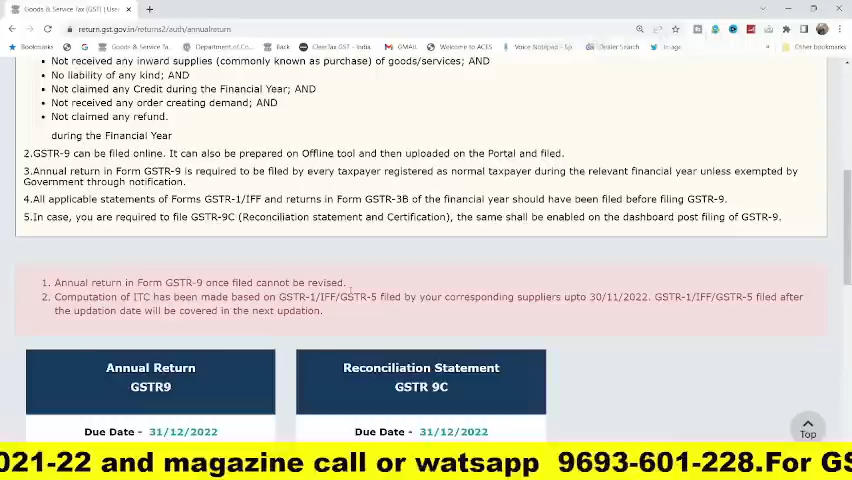 Goods & Service Tax (GST) | Use
return.gst.gov.in/returns2/auth/annualreturn
Bookmarks
Goods & Service Ta...
Department of Co...
Back
ClearTax GST - India
GMAIL
Welcome to ACES
Voice Notepad - Sp
Dealer Search
Image
Other bookmarks
Not received any inward supplies (commonly known as purchase) of goods/services; AND
No liability of any kind; AND
Not claimed any Credit during the Financial Year; AND
Not received any order creating demand; AND
Not claimed any refund.
during the Financial Year
2.GSTR-9 can be filed online. It can also be prepared on Offline tool and then uploaded on the Portal and filed.
3.Annual return in Form GSTR-9 is required to be filed by every taxpayer registered as normal taxpayer during the relevant financial year unless exempted by
Government through notification.
4.All applicable statements of Forms GSTR-1/IFF and returns in Form GSTR-3B of the financial year should have been filed before filing GSTR-9.
5.In case, you are required to file GSTR-9C (Reconciliation statement and Certification), the same shall be enabled on the dashboard post filing of GSTR-9.
1. Annual return in Form GSTR-9 once filed cannot be revised.
2. Computation of ITC has been made based on GSTR-1/IFF/GSTR-5 filed by your corresponding suppliers upto 30/11/2022. GSTR-1/IFF/GSTR-5 filed after
the updation date will be covered in the next updation.
Annual Return
GSTR9
Reconciliation Statement
GSTR 9C
Due Date - 31/12/2022
Due Date - 31/12/2022
Top
021-22 and magazine call or watsapp 9693-601-228.For GS